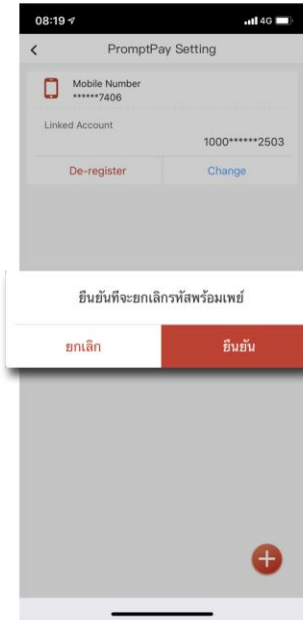 08:19
4G
PromptPay Setting
Mobile Number
******7406
Linked Account
1000******2503
De-register
Change
ยืนยันที่จะยกเลิกรหัสพร้อมเพย์
ยกเลิก
ยืนยัน